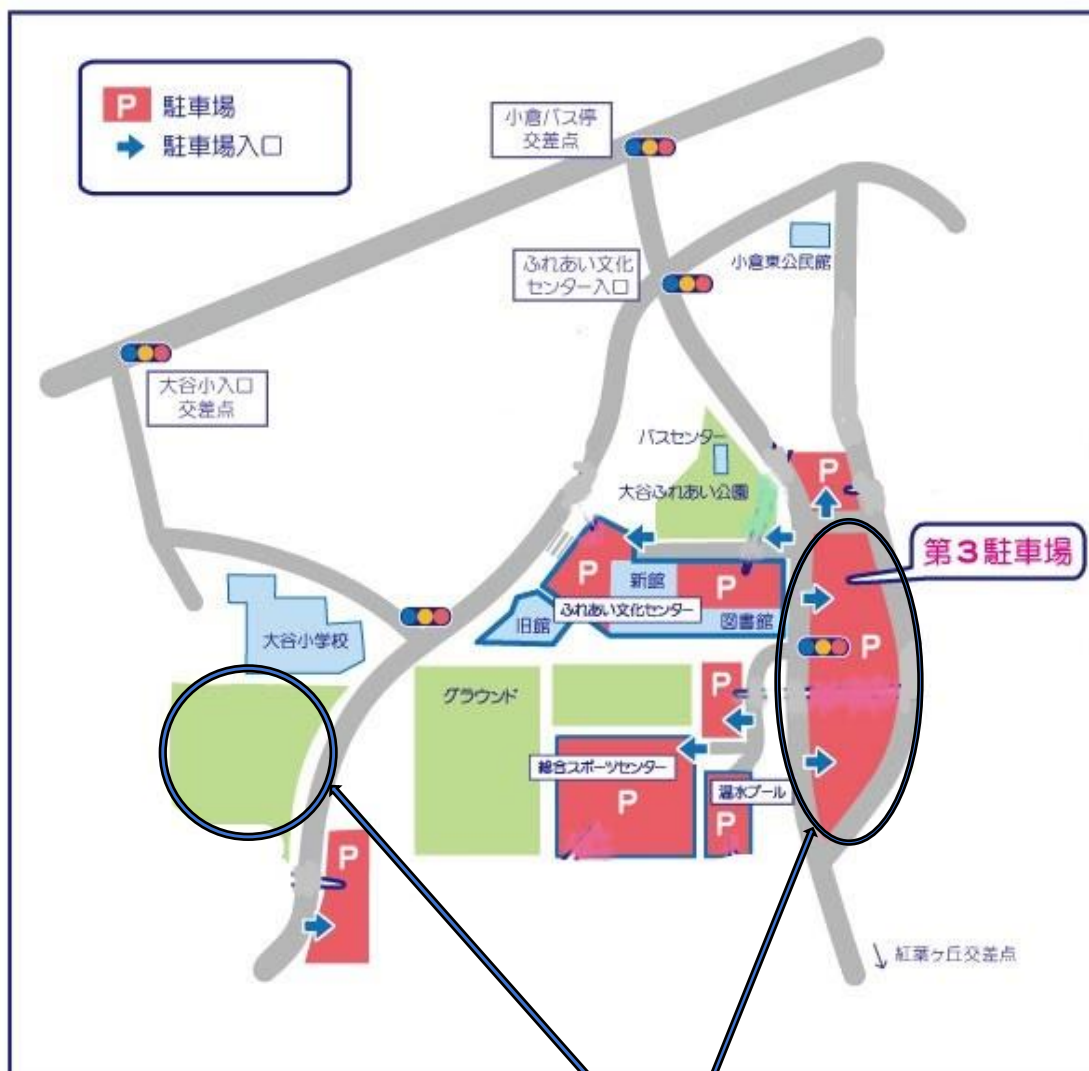 P 駐車場
駐車場入口
小倉バス停
交差点
ふれあい文化
センター入口
小倉東公民館
大谷小入口
交差点
バスセンター
大谷ふれあい公園
P
第3駐車場
P
新館
P
ふれあい文化センター
旧館
図書館
P
大谷小学校
グラウンド
P
総合スポーツセンター
P
温水プール
P
P
紅葉ヶ丘交差点